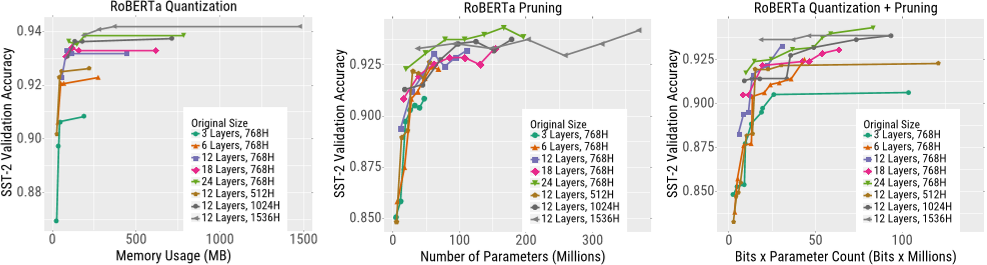 RoBERTa Quantization
SST-2 Validation Accuracy
0.94
0.92
0.90
0.88
Original Size
3 Layers, 768H
6 Layers, 768H
12 Layers, 768H
18 Layers, 768H
24 Layers, 768H
12 Layers, 512H
12 Layers, 1024H
12 Layers, 1536H
0 500 1000 1500
Memory Usage (MB)
RoBERTa Pruning
SST-2 Validation Accuracy
0.925
0.900
0.875
0.850
Original Size
3 Layers, 768H
6 Layers, 768H
12 Layers, 768H
18 Layers, 768H
24 Layers, 768H
12 Layers, 512H
12 Layers, 1024H
12 Layers, 1536H
0 100 200 300
Number of Parameters (Millions)
RoBERTa Quantization + Pruning
SST-2 Validation Accuracy
0.925
0.900
0.875
0.850
Original Size
3 Layers, 768H
6 Layers, 768H
12 Layers, 768H
18 Layers, 768H
24 Layers, 768H
12 Layers, 512H
12 Layers, 1024H
12 Layers, 1536H
0 50 100
Bits x Parameter Count (Bits x Millions)